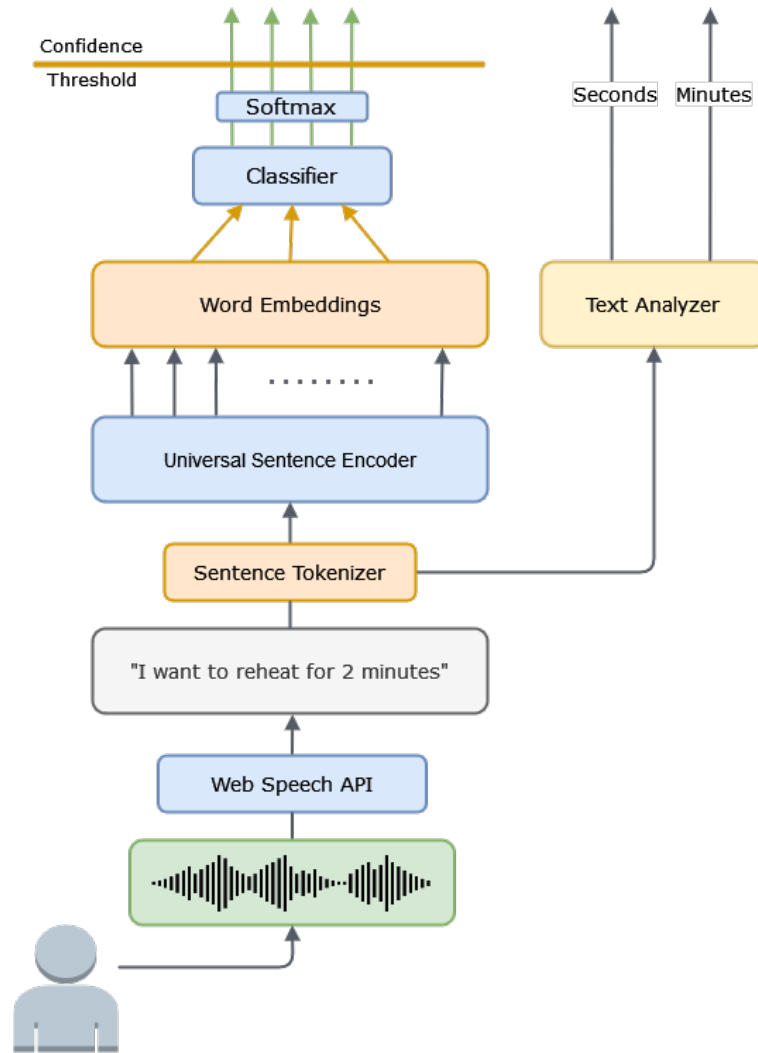 Confidence
Threshold
Softmax
Classifier
Seconds
Minutes
Word Embeddings
Text Analyzer
Universal Sentence Encoder
Sentence Tokenizer
"I want to reheat for 2 minutes"
Web Speech API